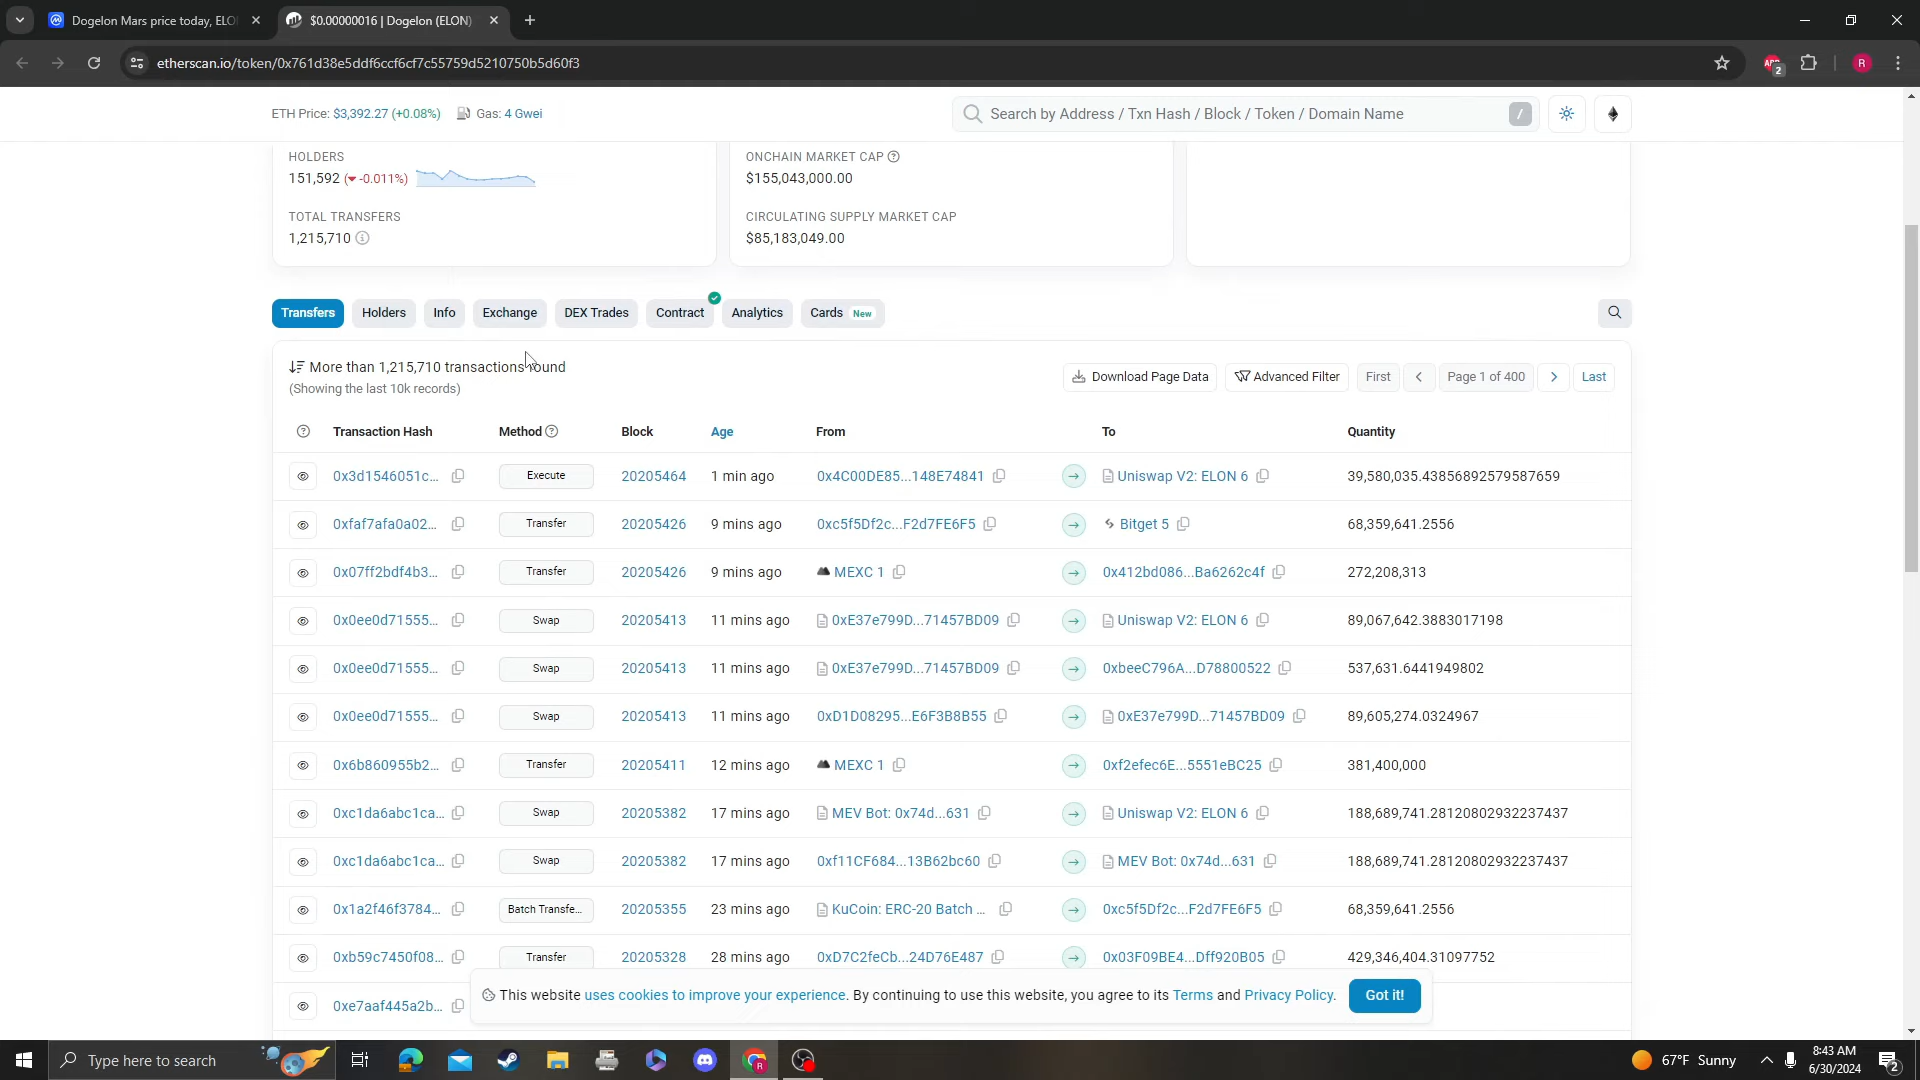 Dogelon Mars price today, ELO
$0.00000016 | Dogelon (ELON)
etherscan.io/token/0x761d38e5ddf6ccf6cf7c55759d5210750b5d60f3
2
R
ETH Price: $3,392.27 (+0.08%) Gas: 4 Gwei
Search by Address / Txn Hash / Block / Token / Domain Name /
HOLDERS
151,592 (-0.011%)
TOTAL TRANSFERS
1,215,710
ONCHAIN MARKET CAP
$155,043,000.00
CIRCULATING SUPPLY MARKET CAP
$85,183,049.00
Transfers Holders Info Exchange DEX Trades Contract Analytics Cards New
More than 1,215,710 transactions found
(Showing the last 10k records)
Download Page Data Advanced Filter First Page 1 of 400 Last
Transaction Hash Method Block Age From To Quantity
0x3d1546051c... Execute 20205464 1 min ago 0x4C00DE85...148E74841 Uniswap V2: ELON 6 39,580,035.43856892579587659
0xfaf7afa0a02... Transfer 20205426 9 mins ago 0xc5f5Df2c...F2d7FE6F5 Bitget 5 68,359,641.2556
0x07ff2bdf4b3... Transfer 20205426 9 mins ago MEXC 1 0x412bd086...Ba6262c4f 272,208,313
0x0ee0d71555... Swap 20205413 11 mins ago 0xE37e799D...71457BD09 Uniswap V2: ELON 6 89,067,642.3883017198
0x0ee0d71555... Swap 20205413 11 mins ago 0xE37e799D...71457BD09 0xbeeC796A...D78800522 537,631.6441949802
0x0ee0d71555... Swap 20205413 11 mins ago 0xD1D08295...E6F3B8B55 0xE37e799D...71457BD09 89,605,274.0324967
0x6b860955b2... Transfer 20205411 12 mins ago MEXC 1 0xf2efec6E...5551eBC25 381,400,000
0xc1da6abc1ca... Swap 20205382 17 mins ago MEV Bot: 0x74d...631 Uniswap V2: ELON 6 188,689,741.28120802932237437
0xc1da6abc1ca... Swap 20205382 17 mins ago 0xf11CF684...13B62bc60 MEV Bot: 0x74d...631 188,689,741.28120802932237437
0x1a2f46f3784... Batch Transfe... 20205355 23 mins ago KuCoin: ERC-20 Batch ... 0xc5f5Df2c...F2d7FE6F5 68,359,641.2556
0xb59c7450f08... Transfer 20205328 28 mins ago 0xD7C2feCb...24D76E487 0x03F09BE4...Dff920B05 429,346,404.31097752
0xe7aaf445a2b...
This website uses cookies to improve your experience. By continuing to use this website, you agree to its Terms and Privacy Policy. Got it!
Type here to search
67°F Sunny
8:43 AM
6/30/2024
2